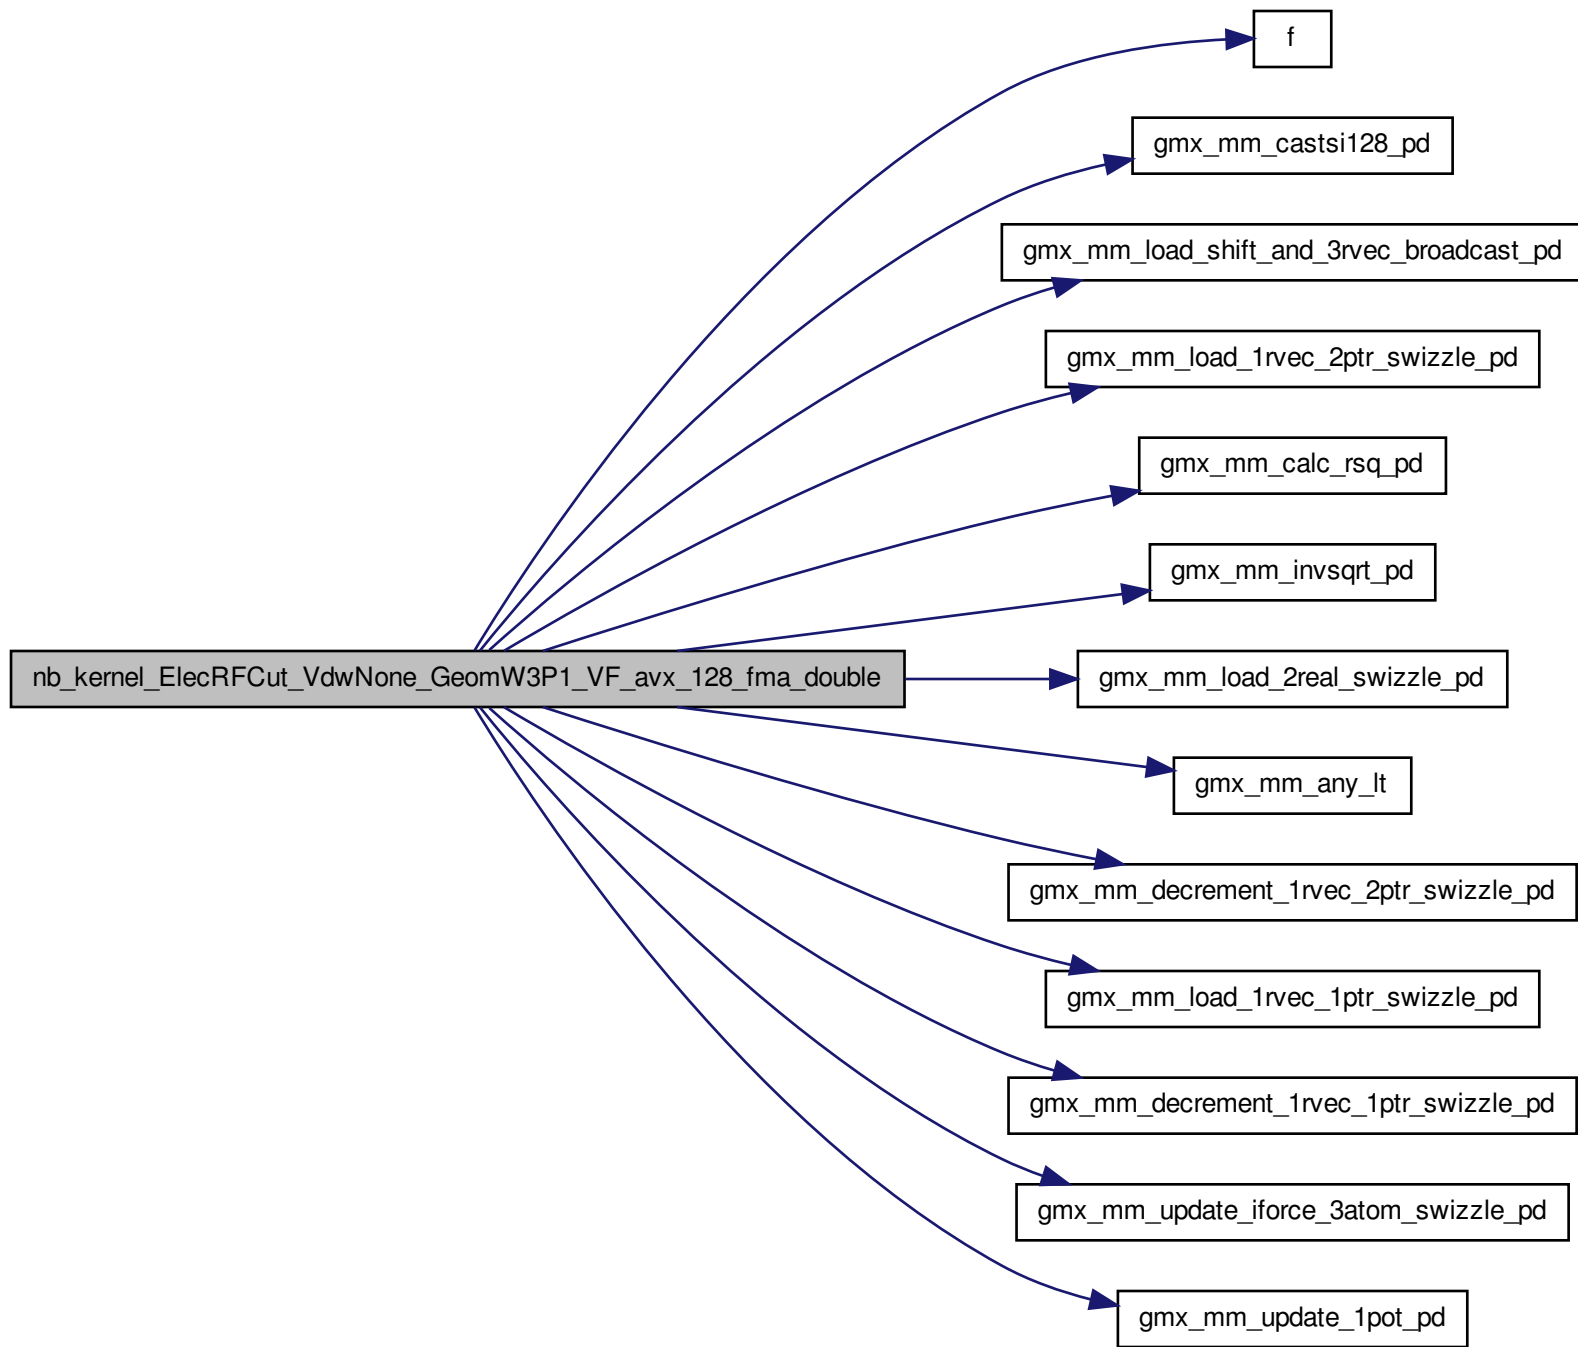 f
gmx_mm_castsi128_pd
gmx_mm_load_shift_and_3rvec_broadcast_pd
gmx_mm_load_1rvec_2ptr_swizzle_pd
gmx_mm_calc_rsq_pd
gmx_mm_invsqrt_pd
nb_kernel_ElecRFCut_VdwNone_GeomW3P1_VF_avx_128_fma_double
gmx_mm_load_2real_swizzle_pd
gmx_mm_any_lt
gmx_mm_decrement_1rvec_2ptr_swizzle_pd
gmx_mm_load_1rvec_1ptr_swizzle_pd
gmx_mm_decrement_1rvec_1ptr_swizzle_pd
gmx_mm_update_iforce_3atom_swizzle_pd
gmx_mm_update_1pot_pd